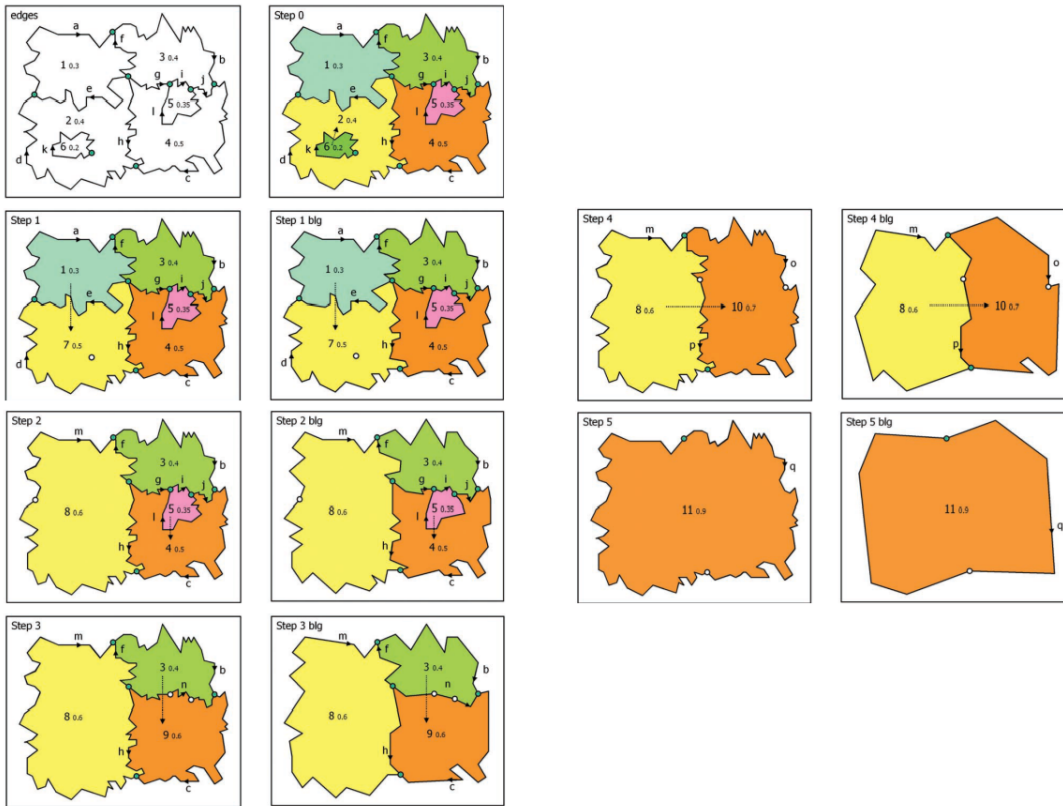 edges
a
f
b
3 0.4
1 0.3
g
i
j
e
5 0.35
l
2 0.4
h
4 0.5
6 0.2
k
d
c
Step 0
a
f
b
3 0.4
1 0.3
g
i
j
e
5 0.35
l
2 0.4
h
4 0.5
6 0.2
k
d
c
Step 1
a
f
b
3 0.4
1 0.3
g
i
j
e
5 0.35
l
7 0.5
h
4 0.5
d
c
Step 1 blg
a
f
b
3 0.4
1 0.3
g
i
j
e
5 0.35
l
7 0.5
h
4 0.5
d
c
Step 2
m
f
b
3 0.4
g
i
j
8 0.6
5 0.35
l
h
4 0.5
c
Step 2 blg
m
f
b
3 0.4
g
i
j
8 0.6
5 0.35
l
h
4 0.5
c
Step 3
m
f
b
3 0.4
n
8 0.6
9 0.6
h
c
Step 3 blg
m
f
b
3 0.4
n
8 0.6
9 0.6
h
c
Step 4
m
o
8 0.6
10 0.7
p
Step 4 blg
m
o
8 0.6
10 0.7
p
Step 5
q
11 0.9
Step 5 blg
11 0.9
q